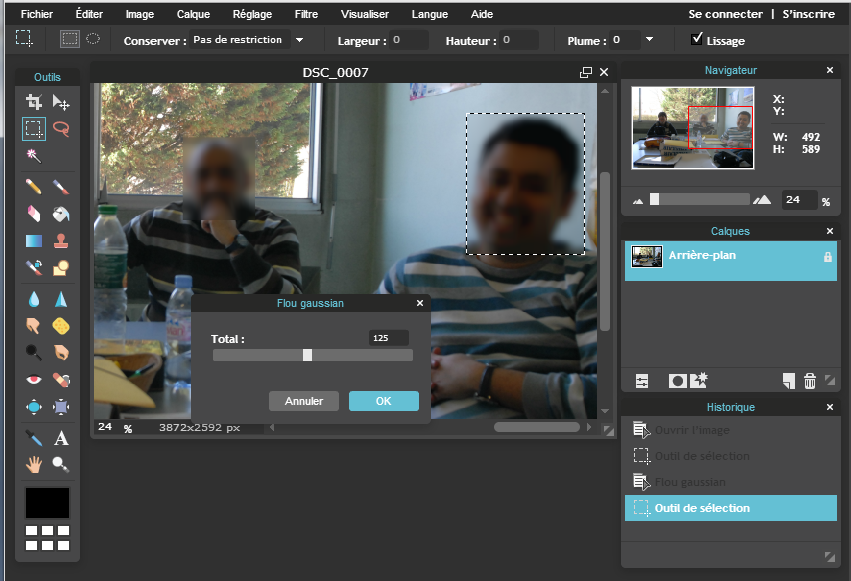 Fichier Éditer Image Calque Réglage Filtre Visualiser Langue Aide Se connecter | S'inscrire
Conserver : Pas de restriction Largeur : 0 Hauteur : 0 Plume : 0 Lissage
Outils
DSC_0007
Navigateur
X:
Y:
W: 492
H: 589
24 %
Calques
Arrière-plan
Flou gaussian
Total : 125
Annuler OK
24 % 3872x2592 px
Historique
Ouvrir l'image
Outil de sélection
Flou gaussian
Outil de sélection
A